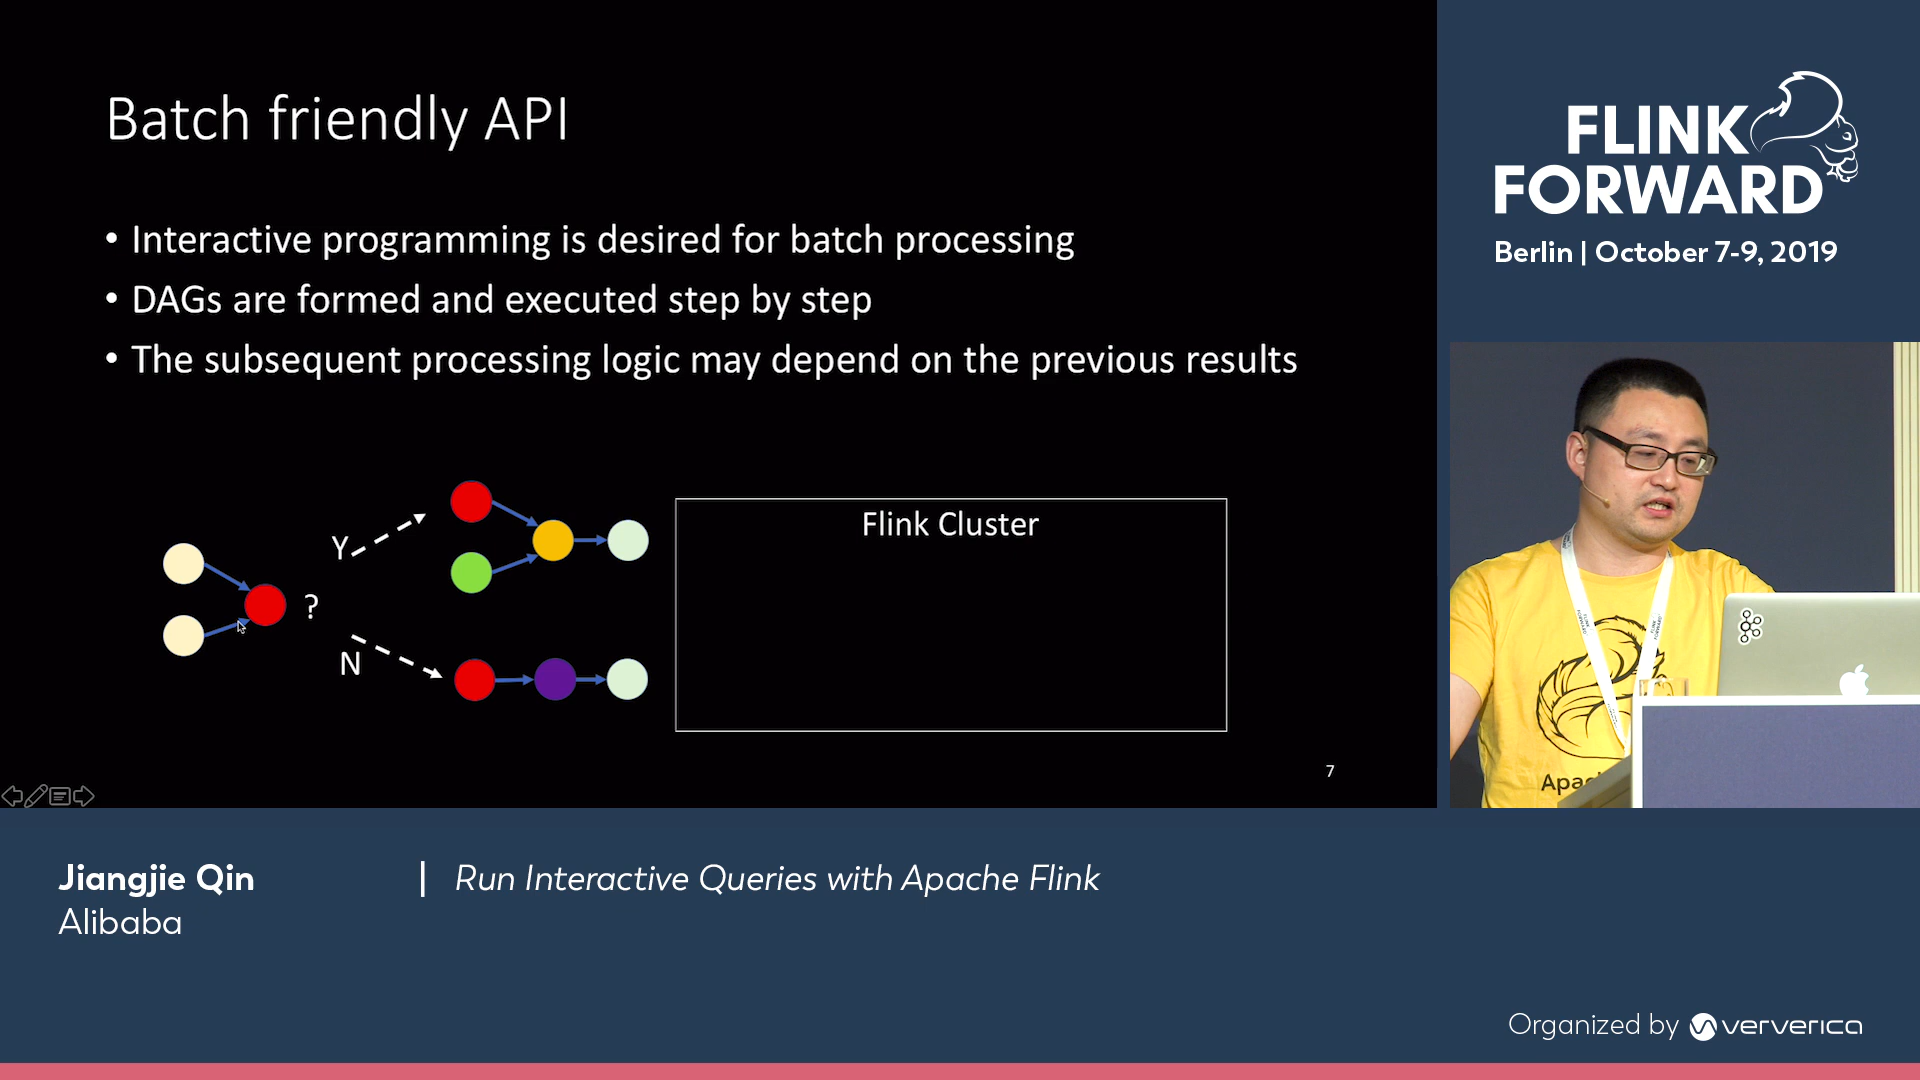 Batch friendly API
• Interactive programming is desired for batch processing
• DAGs are formed and executed step by step
• The subsequent processing logic may depend on the previous results
Y
?
N
Flink Cluster
7
FLINK
FORWARD
Berlin | October 7-9, 2019
Jiangjie Qin | Run Interactive Queries with Apache Flink
Alibaba
Organized by ververica